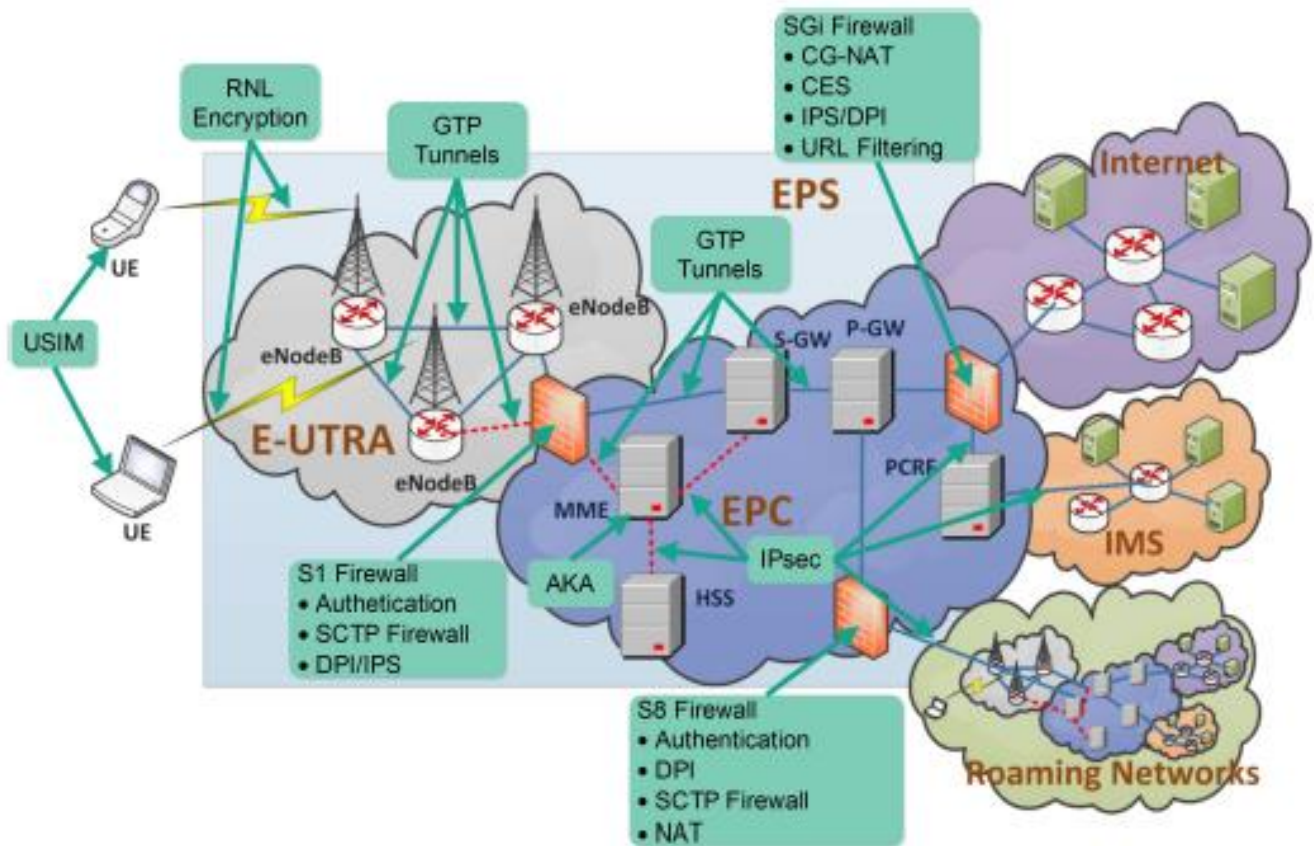 SGi Firewall
• CG-NAT
• CES
• IPS/DPI
• URL Filtering
RNL
Encryption
GTP
Tunnels
Internet
EPS
UE
GTP
Tunnels
eNodeB
S-GW
P-GW
USIM
eNodeB
E-UTRA
eNodeB
PCRF
MME
EPC
UE
IMS
S1 Firewall
• Authetication
• SCTP Firewall
• DPI/IPS
AKA
IPsec
HSS
S8 Firewall
• Authentication
• DPI
• SCTP Firewall
• NAT
Roaming Networks